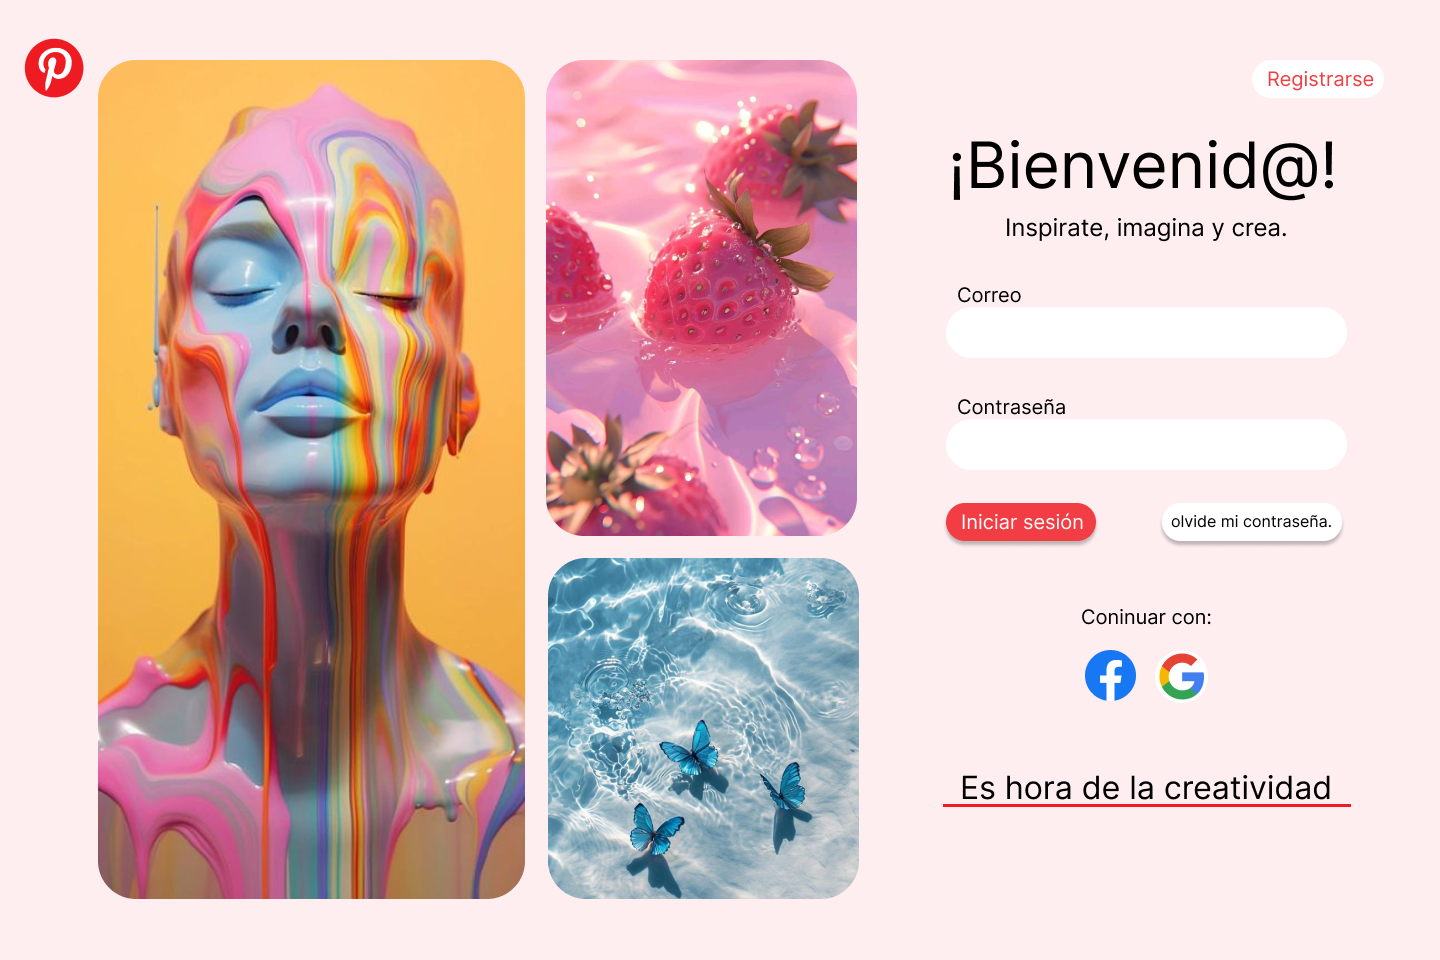 Registrarse
¡Bienvenid@!
Inspirate, imagina y crea.
Correo
Contraseña
Iniciar sesión
olvide mi contraseña.
Coninuar con:
Es hora de la creatividad